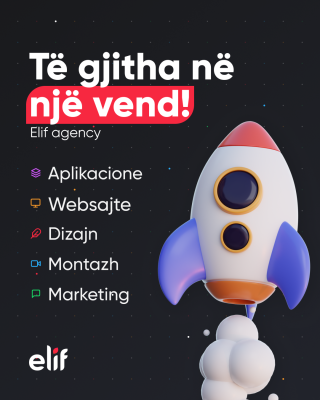 Të gjitha në
një vend!
Elif agency
Aplikacione
Websajte
Dizajn
Montazh
Marketing
elif